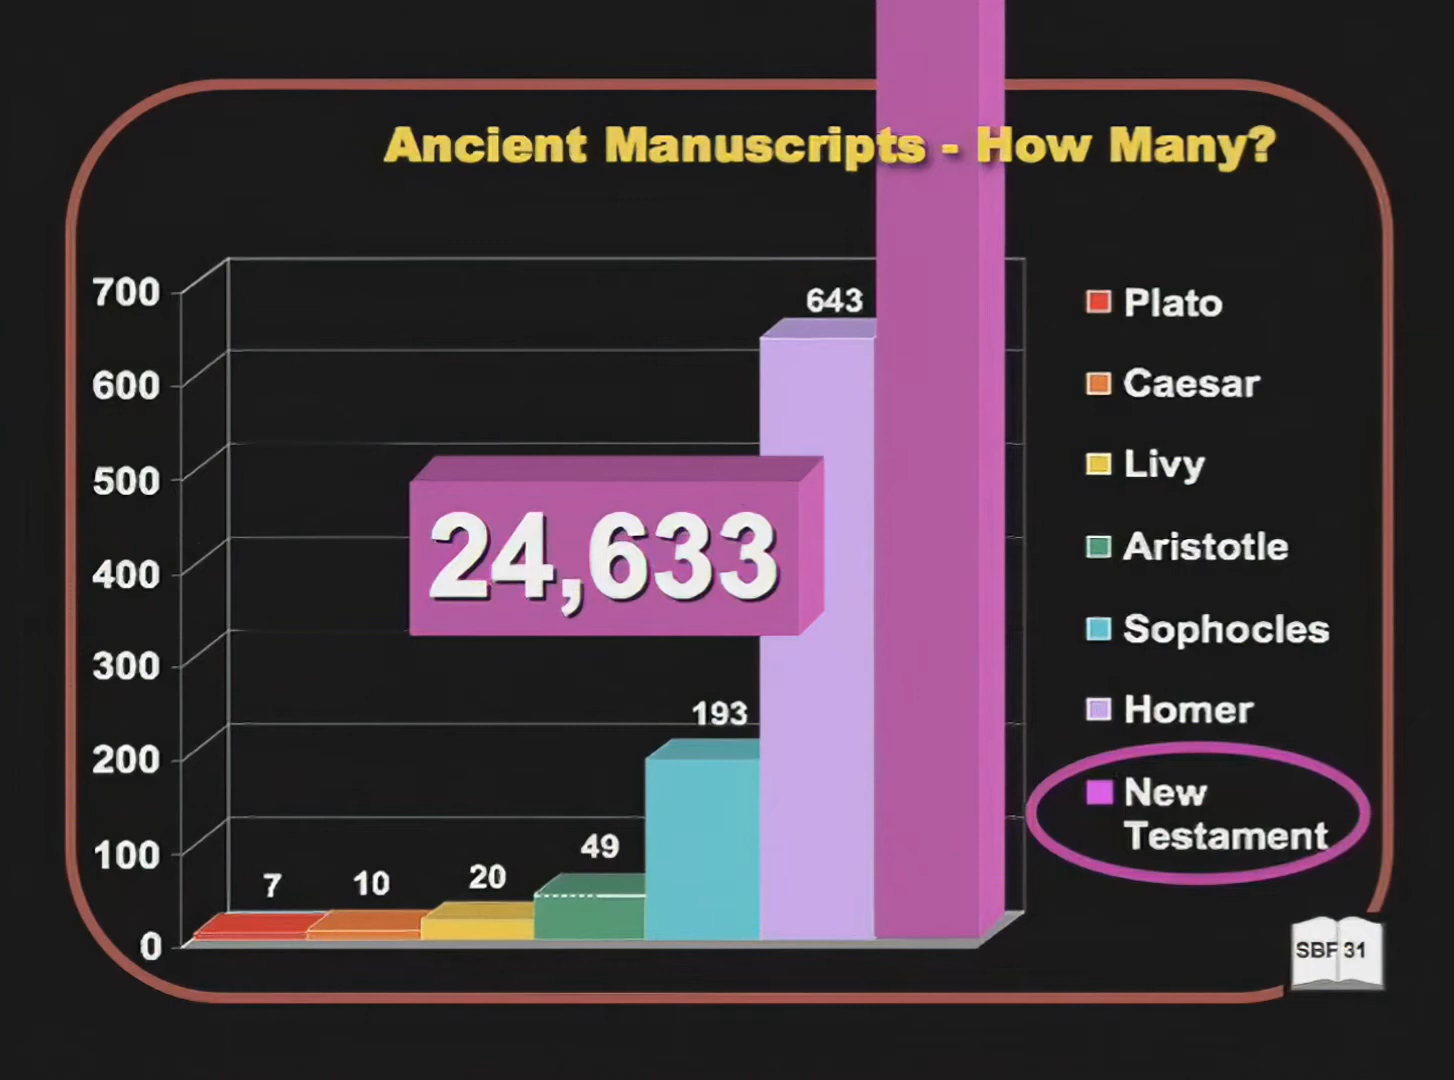 Ancient Manuscripts - How Many?
700
600
500
400
300
200
100
0
7
10
20
49
193
643
24,633
Plato
Caesar
Livy
Aristotle
Sophocles
Homer
New
Testament
SBF 31